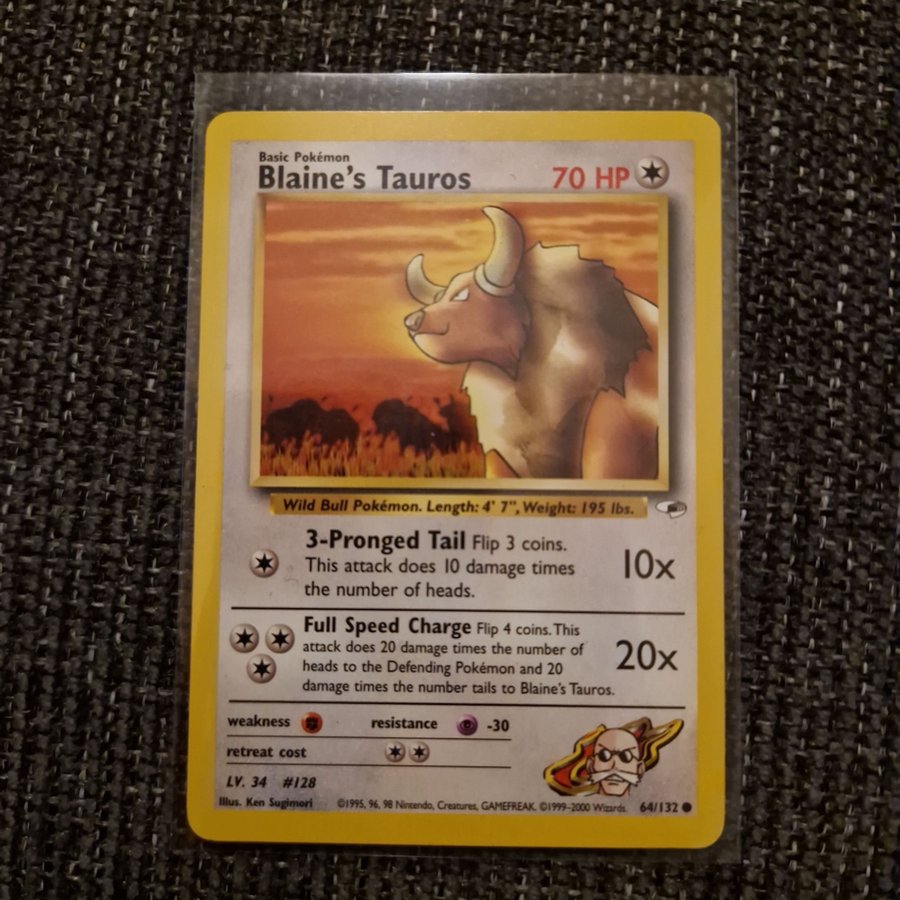 Basic Pokémon
Blaine's Tauros 70 HP
Wild Bull Pokémon. Length: 4' 7", Weight: 195 lbs.
3-Pronged Tail Flip 3 coins.
This attack does 10 damage times
the number of heads.
10x
Full Speed Charge Flip 4 coins. This
attack does 20 damage times the number of
heads to the Defending Pokémon and 20
damage times the number tails to Blaine's Tauros.
20x
weakness resistance -30
retreat cost
LV. 34 #128
Illus. Ken Sugimori ©1995, 96, 98 Nintendo, Creatures, GAMEFREAK. ©1999-2000 Wizards. 64/132